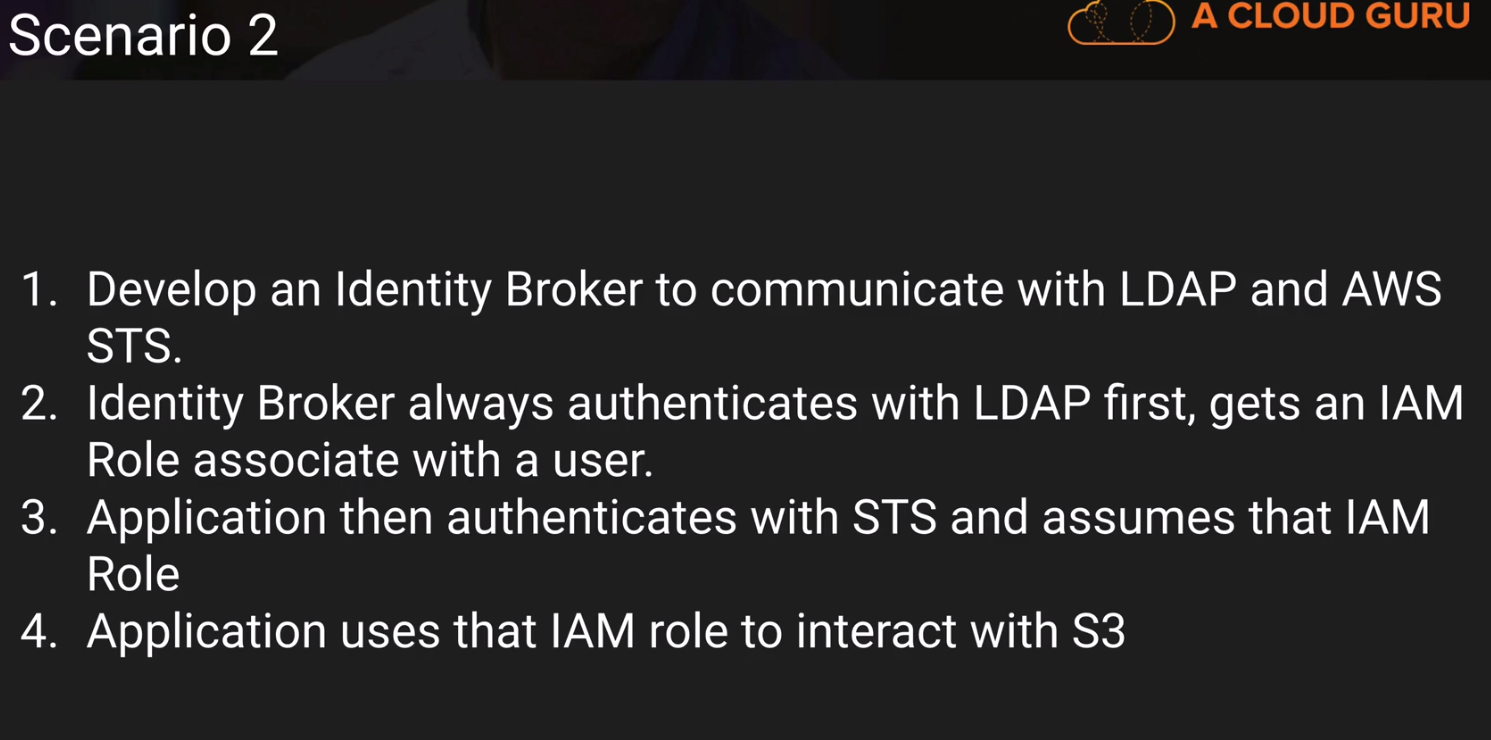 Scenario 2
A CLOUD GURU
1. Develop an Identity Broker to communicate with LDAP and AWS
STS.
2. Identity Broker always authenticates with LDAP first, gets an IAM
Role associate with a user.
3. Application then authenticates with STS and assumes that IAM
Role
4. Application uses that IAM role to interact with S3